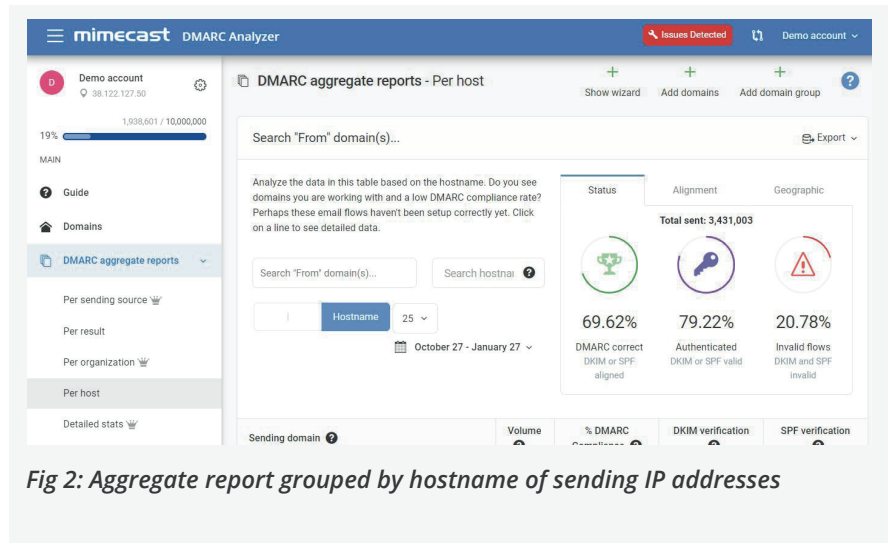 mimecast DMARC Analyzer
Issues Detected
Demo account
D
Demo account
38.122.127.50
1,938,601 / 10,000,000
19%
MAIN
Guide
Domains
DMARC aggregate reports
Per sending source
Per result
Per organization
Per host
Detailed stats
DMARC aggregate reports - Per host
Show wizard
Add domains
Add domain group
?
Search "From" domain(s)...
Export
Analyze the data in this table based on the hostname. Do you see
domains you are working with and a low DMARC compliance rate?
Perhaps these email flows haven't been setup correctly yet. Click
on a line to see detailed data.
Search "From" domain(s)...
Search hostnar
?
Hostname
25
October 27 - January 27
Status
Alignment
Geographic
Total sent: 3,431,003
69.62%
DMARC correct
DKIM or SPF
aligned
79.22%
Authenticated
DKIM or SPF valid
20.78%
Invalid flows
DKIM and SPF
invalid
Sending domain ?
Volume
% DMARC
Compliance
DKIM verification
SPF verification
Fig 2: Aggregate report grouped by hostname of sending IP addresses